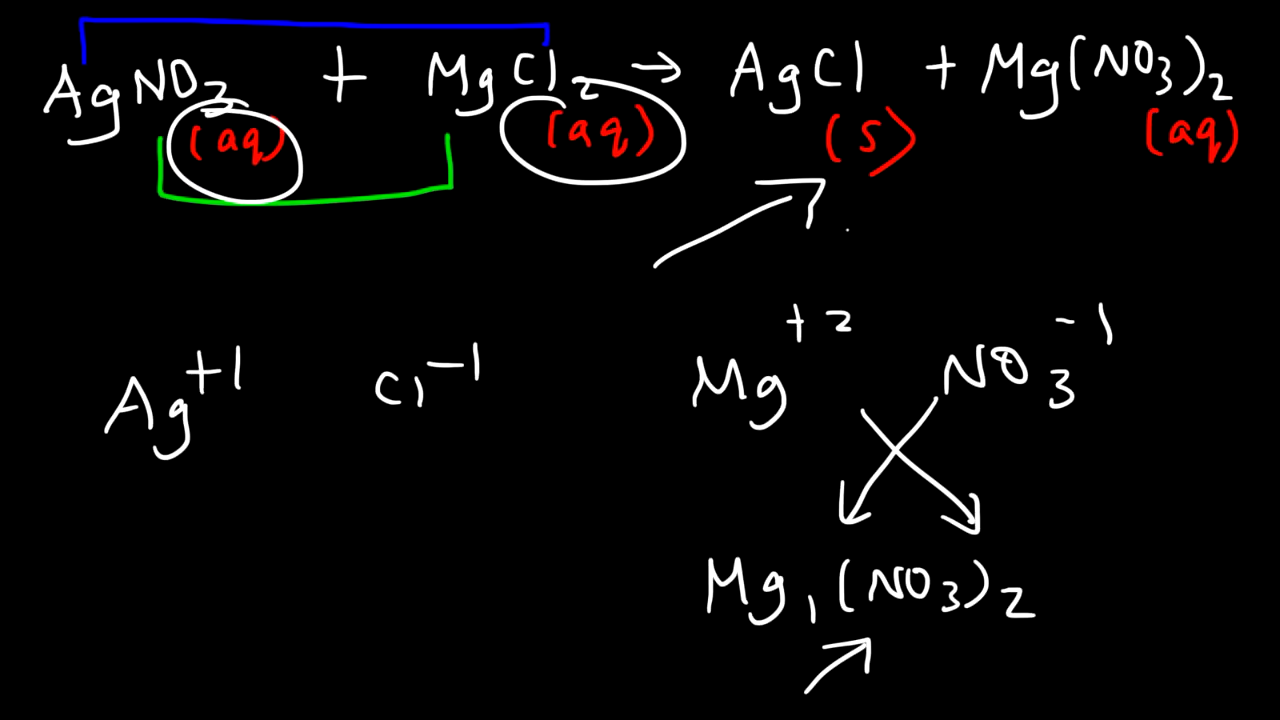 AgNO3 + MgCl2 → AgCl + Mg(NO3)2
(aq) (aq) (s) (aq)
Ag+1 Cl-1 Mg+2 NO3-1
Mg1(NO3)2